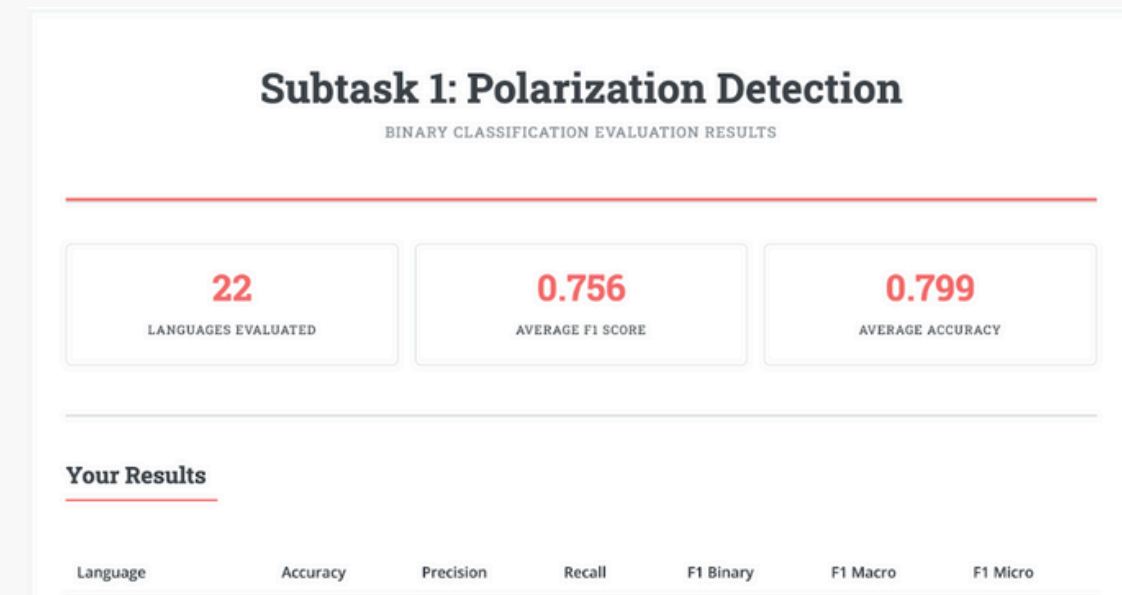 Subtask 1: Polarization Detection
BINARY CLASSIFICATION EVALUATION RESULTS
22 0.756 0.799
LANGUAGES EVALUATED AVERAGE F1 SCORE AVERAGE ACCURACY
Your Results
Language Accuracy Precision Recall F1 Binary F1 Macro F1 Micro